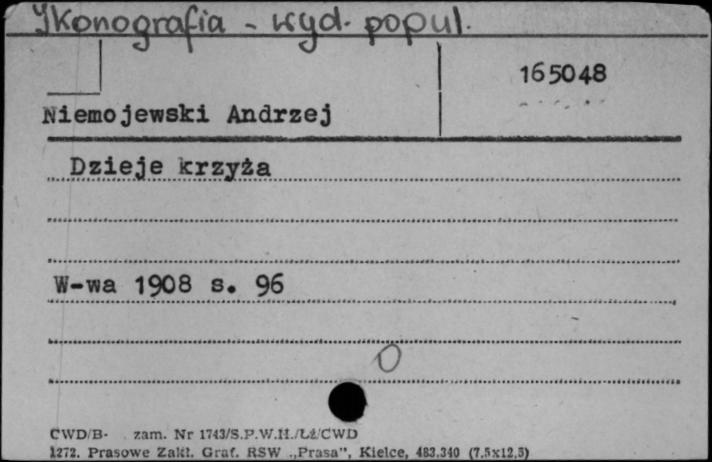 Ikonografia - wyd. popul.
165048
Niemojewski Andrzej
Dzieje krzyża
W-wa 1908 s. 96
0
CWD/B- zam. Nr 1743/S.P.W.H./Lż/CWD
1272. Prasowe Zakł. Graf. RSW „Prasa”, Kielce, 483.340 (7,5x12,5)